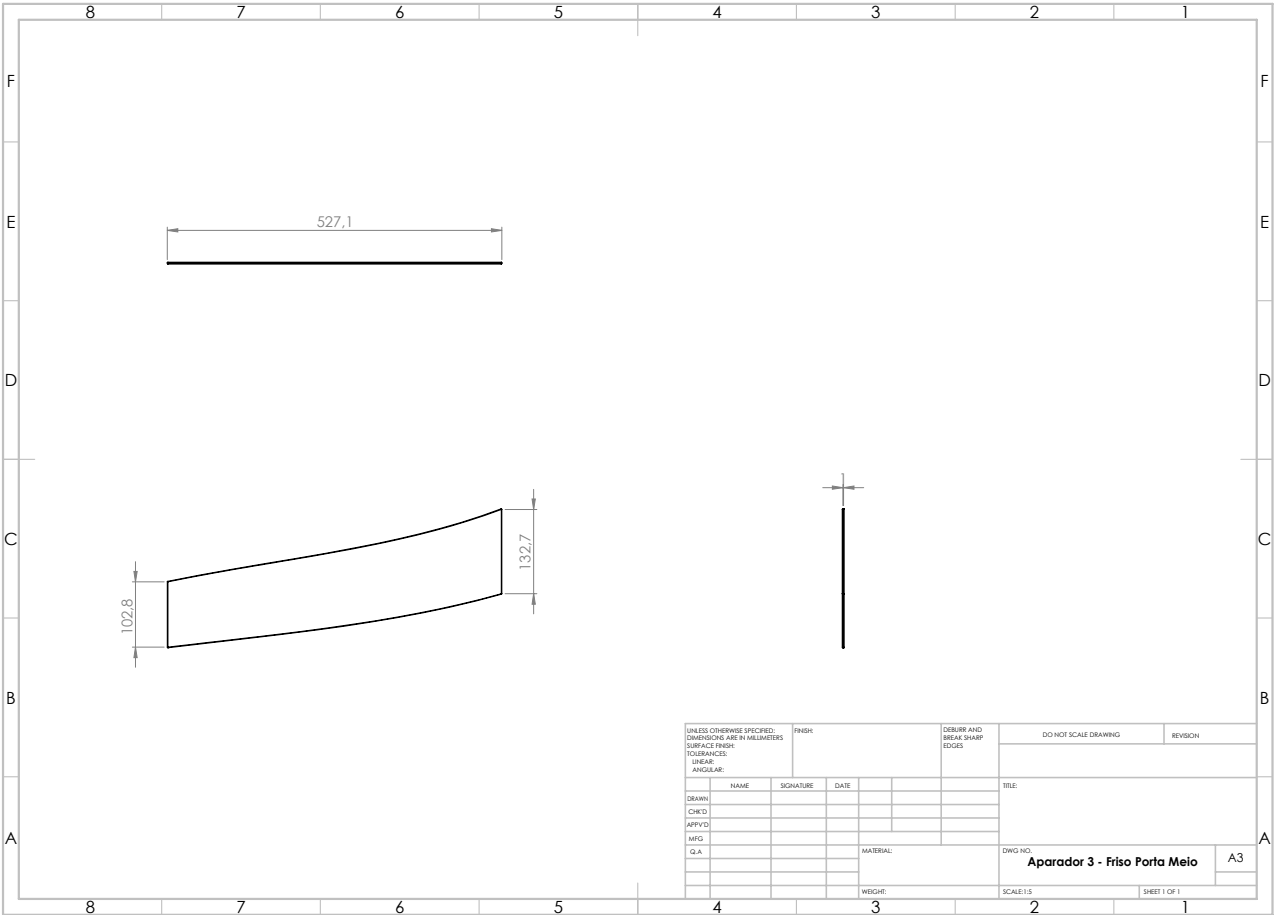 8 7 6 5 4 3 2 1
F F
E E
D D
C C
B B
A A
527,1
102,8
132,7
1
UNLESS OTHERWISE SPECIFIED:
DIMENSIONS ARE IN MILLIMETERS
SURFACE FINISH:
TOLERANCES:
LINEAR:
ANGULAR:
FINISH:
DEBURR AND
BREAK SHARP
EDGES
DO NOT SCALE DRAWING
REVISION
NAME SIGNATURE DATE
DRAWN
CHK'D
APPV'D
MFG
Q.A
TITLE:
MATERIAL:
DWG NO.
Aparador 3 - Friso Porta Meio
A3
WEIGHT:
SCALE:1:5
SHEET 1 OF 1
8 7 6 5 4 3 2 1